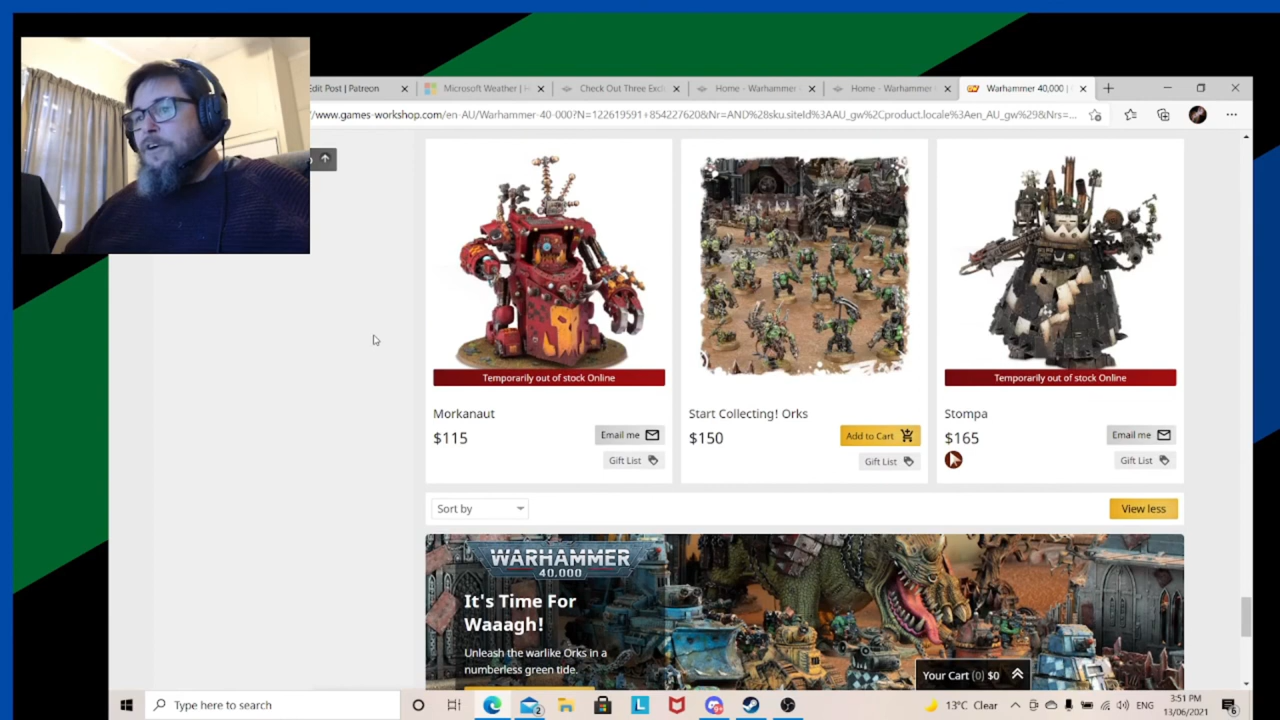 Edit Post | Patreon
Microsoft Weather | H
Check Out Three Excl
Home - Warhammer
Home - Warhammer
Warhammer 40,000 |
//www.games-workshop.com/en-AU/Warhammer-40-000?N=122619591+854227620&Nr=AND%28sku.siteId%3AAU_gw%2Cproduct.locale%3Aen_AU_gw%29&Nrs=...
Temporarily out of stock Online
Temporarily out of stock Online
Morkanaut
Start Collecting! Orks
Stompa
$115
Email me
$150
Add to Cart
$165
Email me
Gift List
Gift List
Gift List
Sort by
View less
WARHAMMER
40,000
It's Time For
Waaagh!
Unleash the warlike Orks in a
numberless green tide.
Your Cart (0) $0
Type here to search
2
L
9+
13°C Clear
ENG
3:51 PM
13/06/2021
6